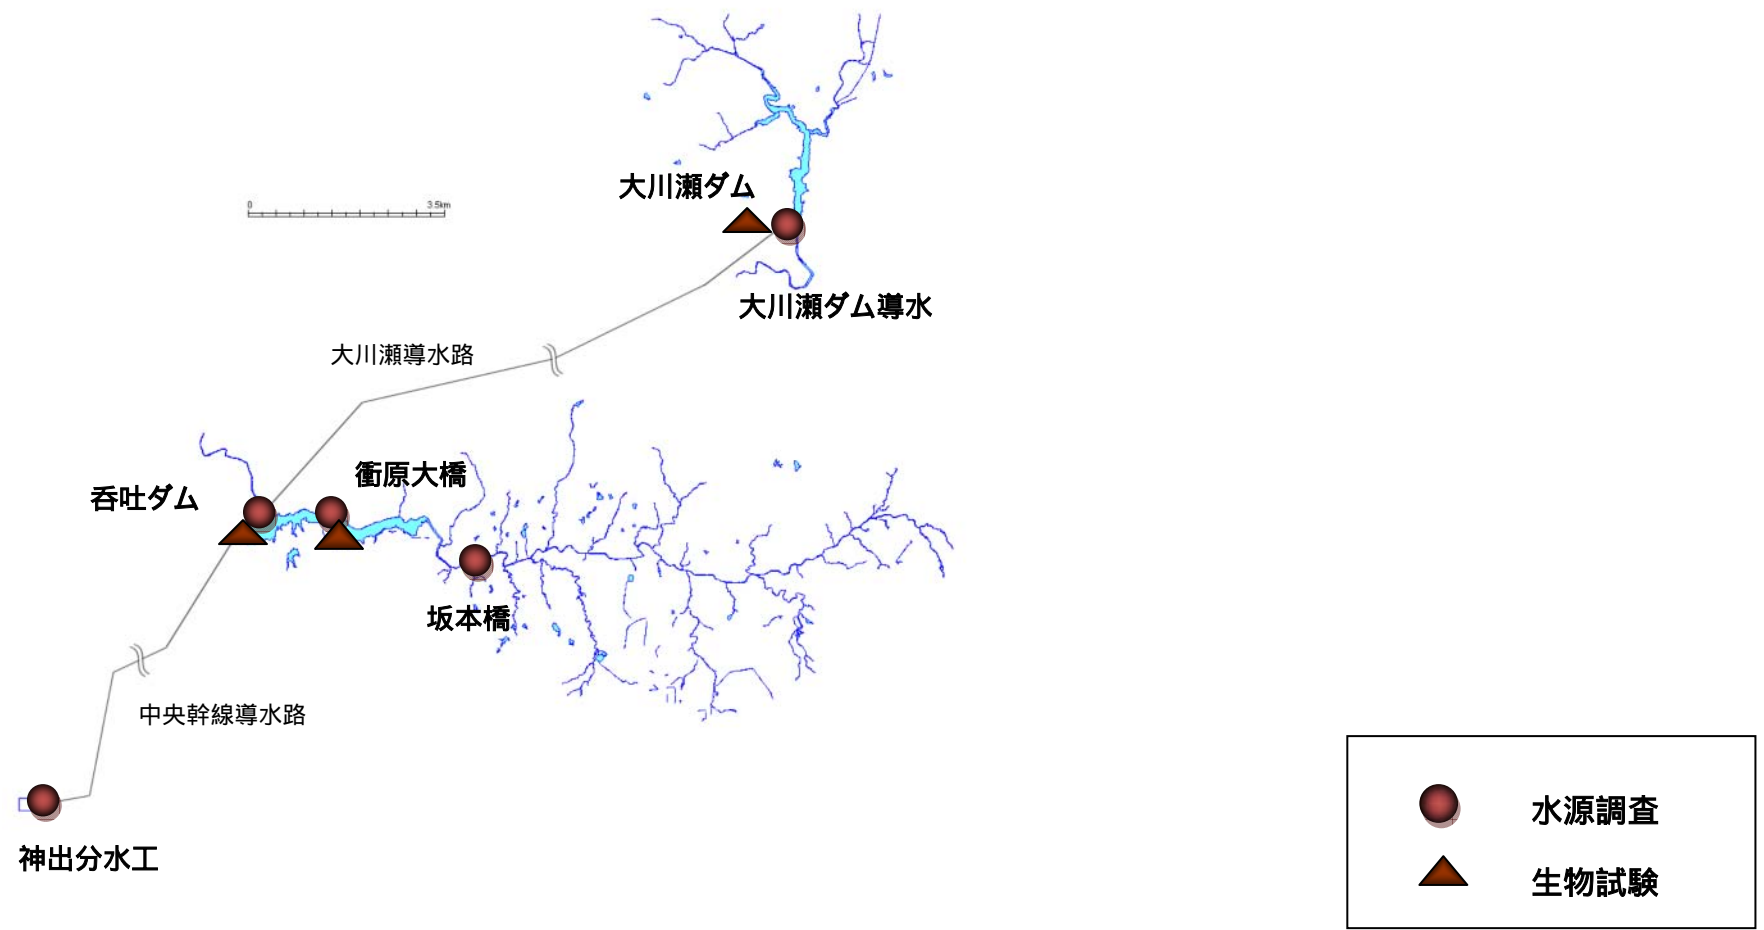 大川瀬ダム
0 3.5km
大川瀬ダム導水
大川瀬導水路
衝原大橋
呑吐ダム
坂本橋
中央幹線導水路
神出分水工
水源調査
生物試験